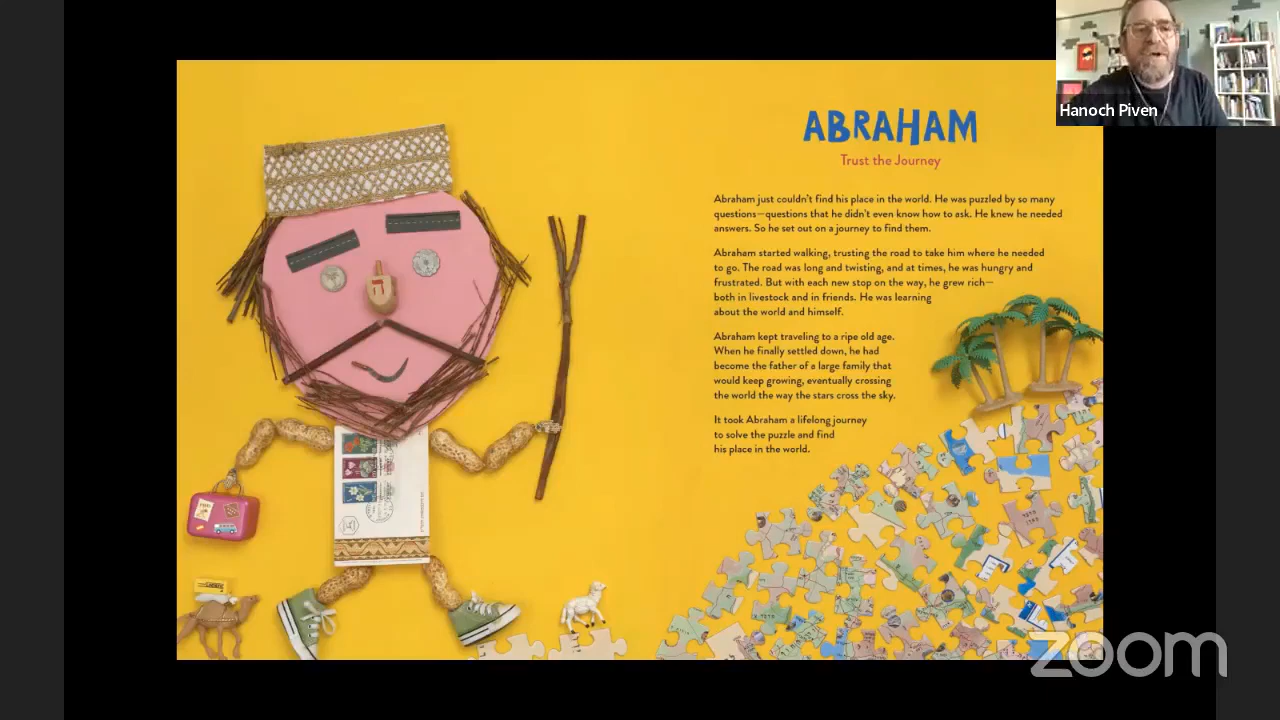 Hanoch Piven
ABRAHAM
Trust the Journey
Abraham just couldn't find his place in the world. He was puzzled by so many
questions—questions that he didn't even know how to ask. He knew he needed
answers. So he set out on a journey to find them.
Abraham started walking, trusting the road to take him where he needed
to go. The road was long and twisting, and at times, he was hungry and
frustrated. But with each new stop on the way, he grew rich—
both in livestock and in friends. He was learning
about the world and himself.
Abraham kept traveling to a ripe old age.
When he finally settled down, he had
become the father of a large family that
would keep growing, eventually crossing
the world the way the stars cross the sky.
It took Abraham a lifelong journey
to solve the puzzle and find
his place in the world.
ה
zoom